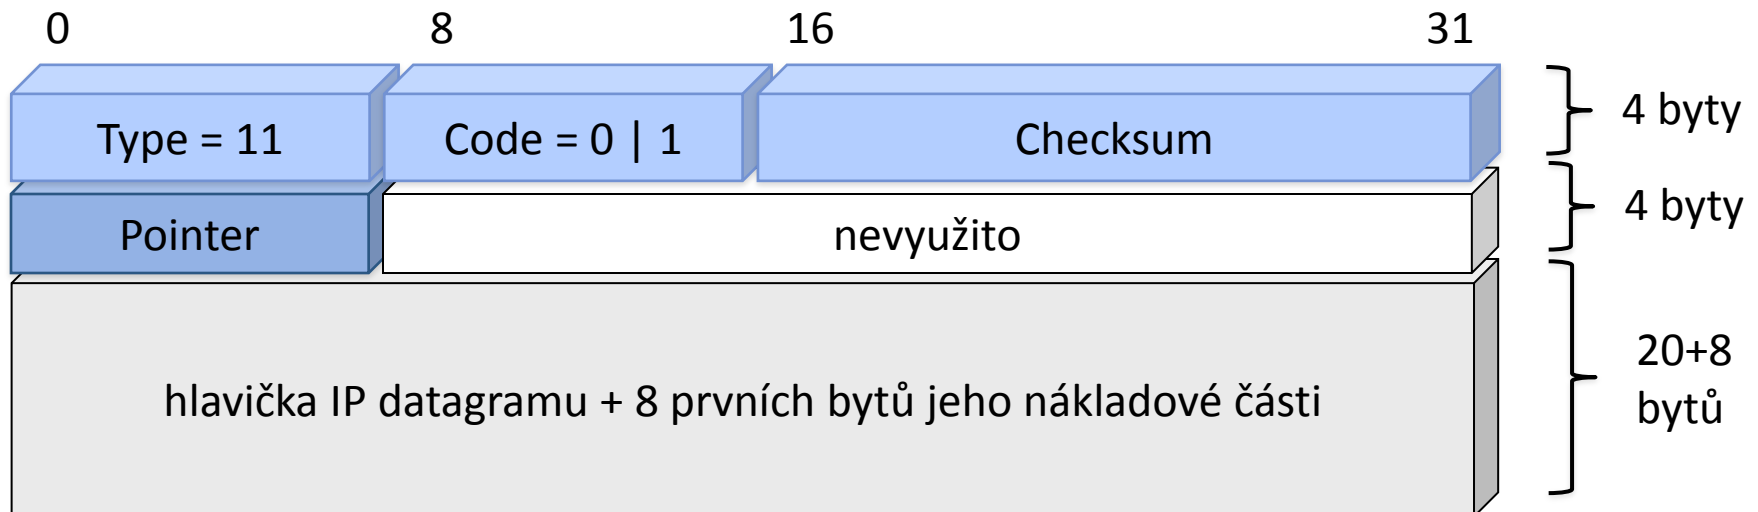 0 8 16 31
Type = 11 Code = 0 | 1 Checksum 4 byty
Pointer nevyužito 4 byty
hlavička IP datagramu + 8 prvních bytů jeho nákladové části
20+8
bytů